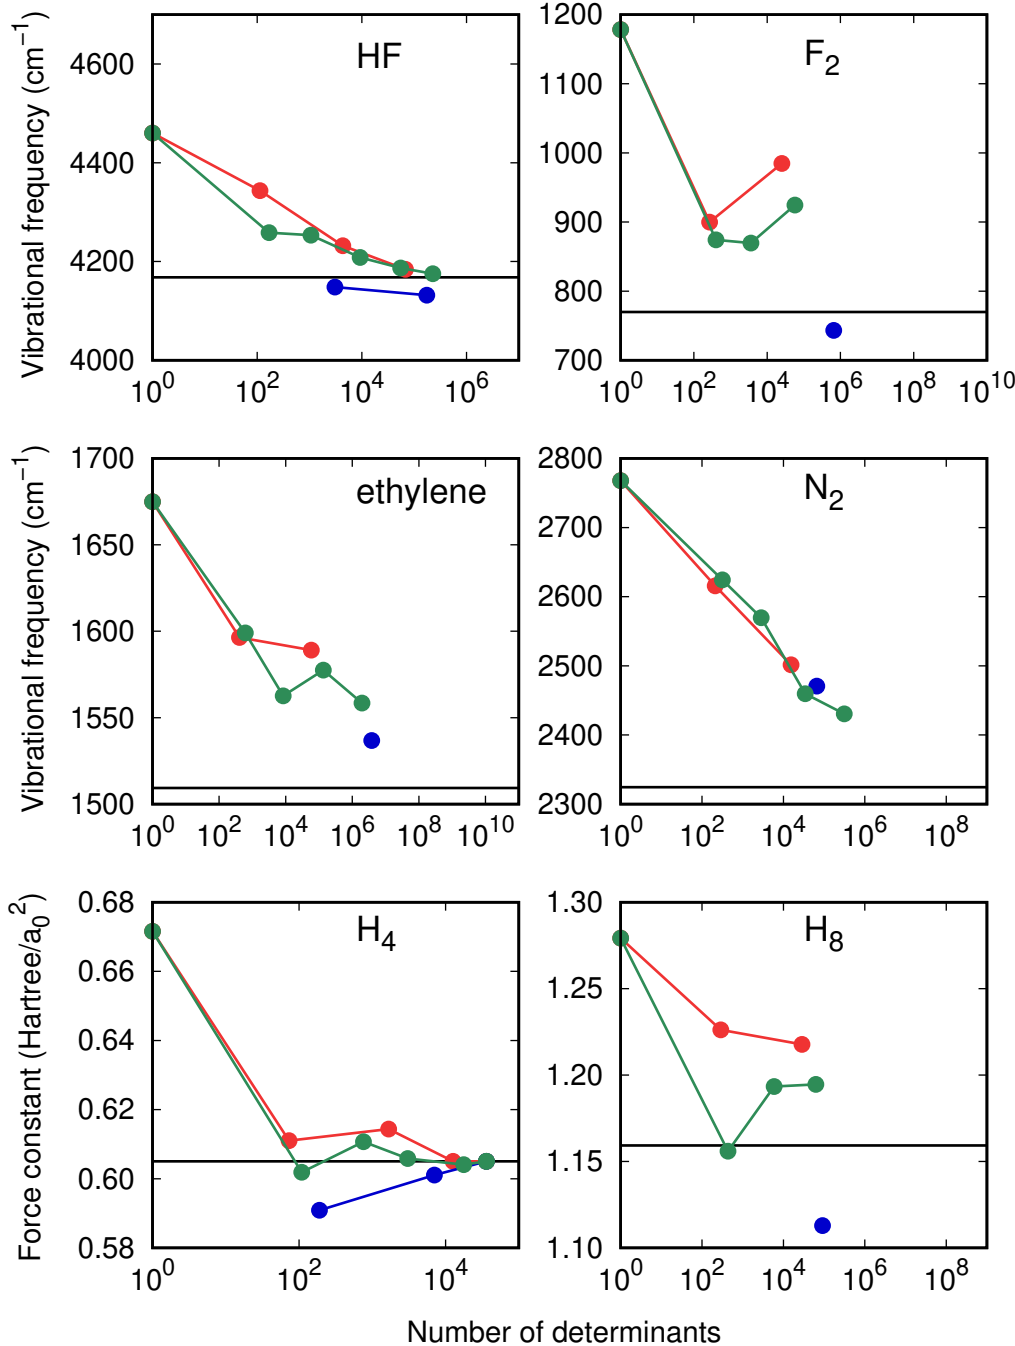 Vibrational frequency (cm⁻¹)
HF
4600
4400
4200
4000
10⁰ 10² 10⁴ 10⁶
F₂
1200
1100
1000
900
800
700
10⁰ 10² 10⁴ 10⁶ 10⁸ 10¹⁰
Vibrational frequency (cm⁻¹)
ethylene
1700
1650
1600
1550
1500
10⁰ 10² 10⁴ 10⁶ 10⁸ 10¹⁰
N₂
2800
2700
2600
2500
2400
2300
10⁰ 10² 10⁴ 10⁶ 10⁸
Force constant (Hartree/a₀²)
H₄
0.68
0.66
0.64
0.62
0.60
0.58
10⁰ 10² 10⁴
H₈
1.30
1.25
1.20
1.15
1.10
10⁰ 10² 10⁴ 10⁶ 10⁸
Number of determinants